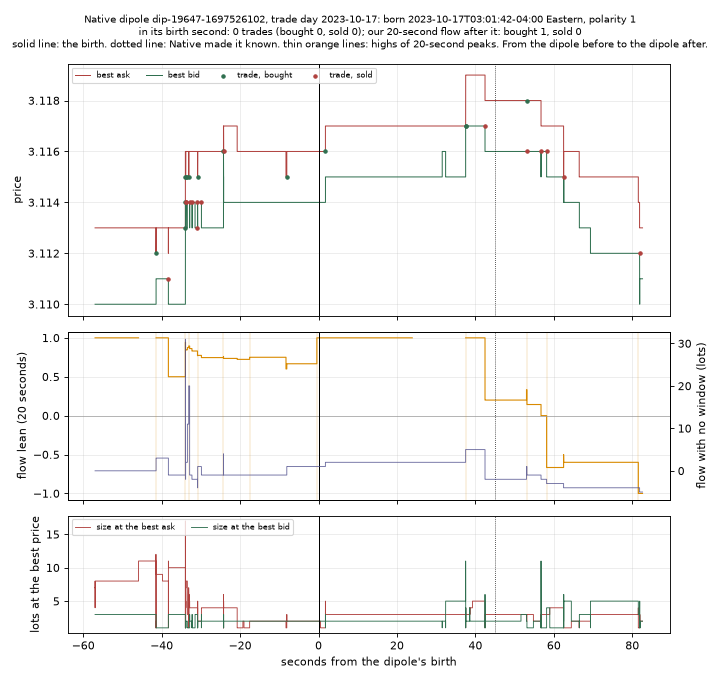 Native dipole dip-19647-1697526102, trade day 2023-10-17: born 2023-10-17T03:01:42-04:00 Eastern, polarity 1
in its birth second: 0 trades (bought 0, sold 0); our 20-second flow after it: bought 1, sold 0
solid line: the birth. dotted line: Native made it known. thin orange lines: highs of 20-second peaks. From the dipole before to the dipole after.
best ask
best bid
trade, bought
trade, sold
3.118
3.116
3.114
3.112
3.110
price
1.0
0.5
0.0
−0.5
−1.0
flow lean (20 seconds)
30
20
10
0
flow with no window (lots)
size at the best ask
size at the best bid
15
10
5
lots at the best price
−60
−40
−20
0
20
40
60
80
seconds from the dipole's birth